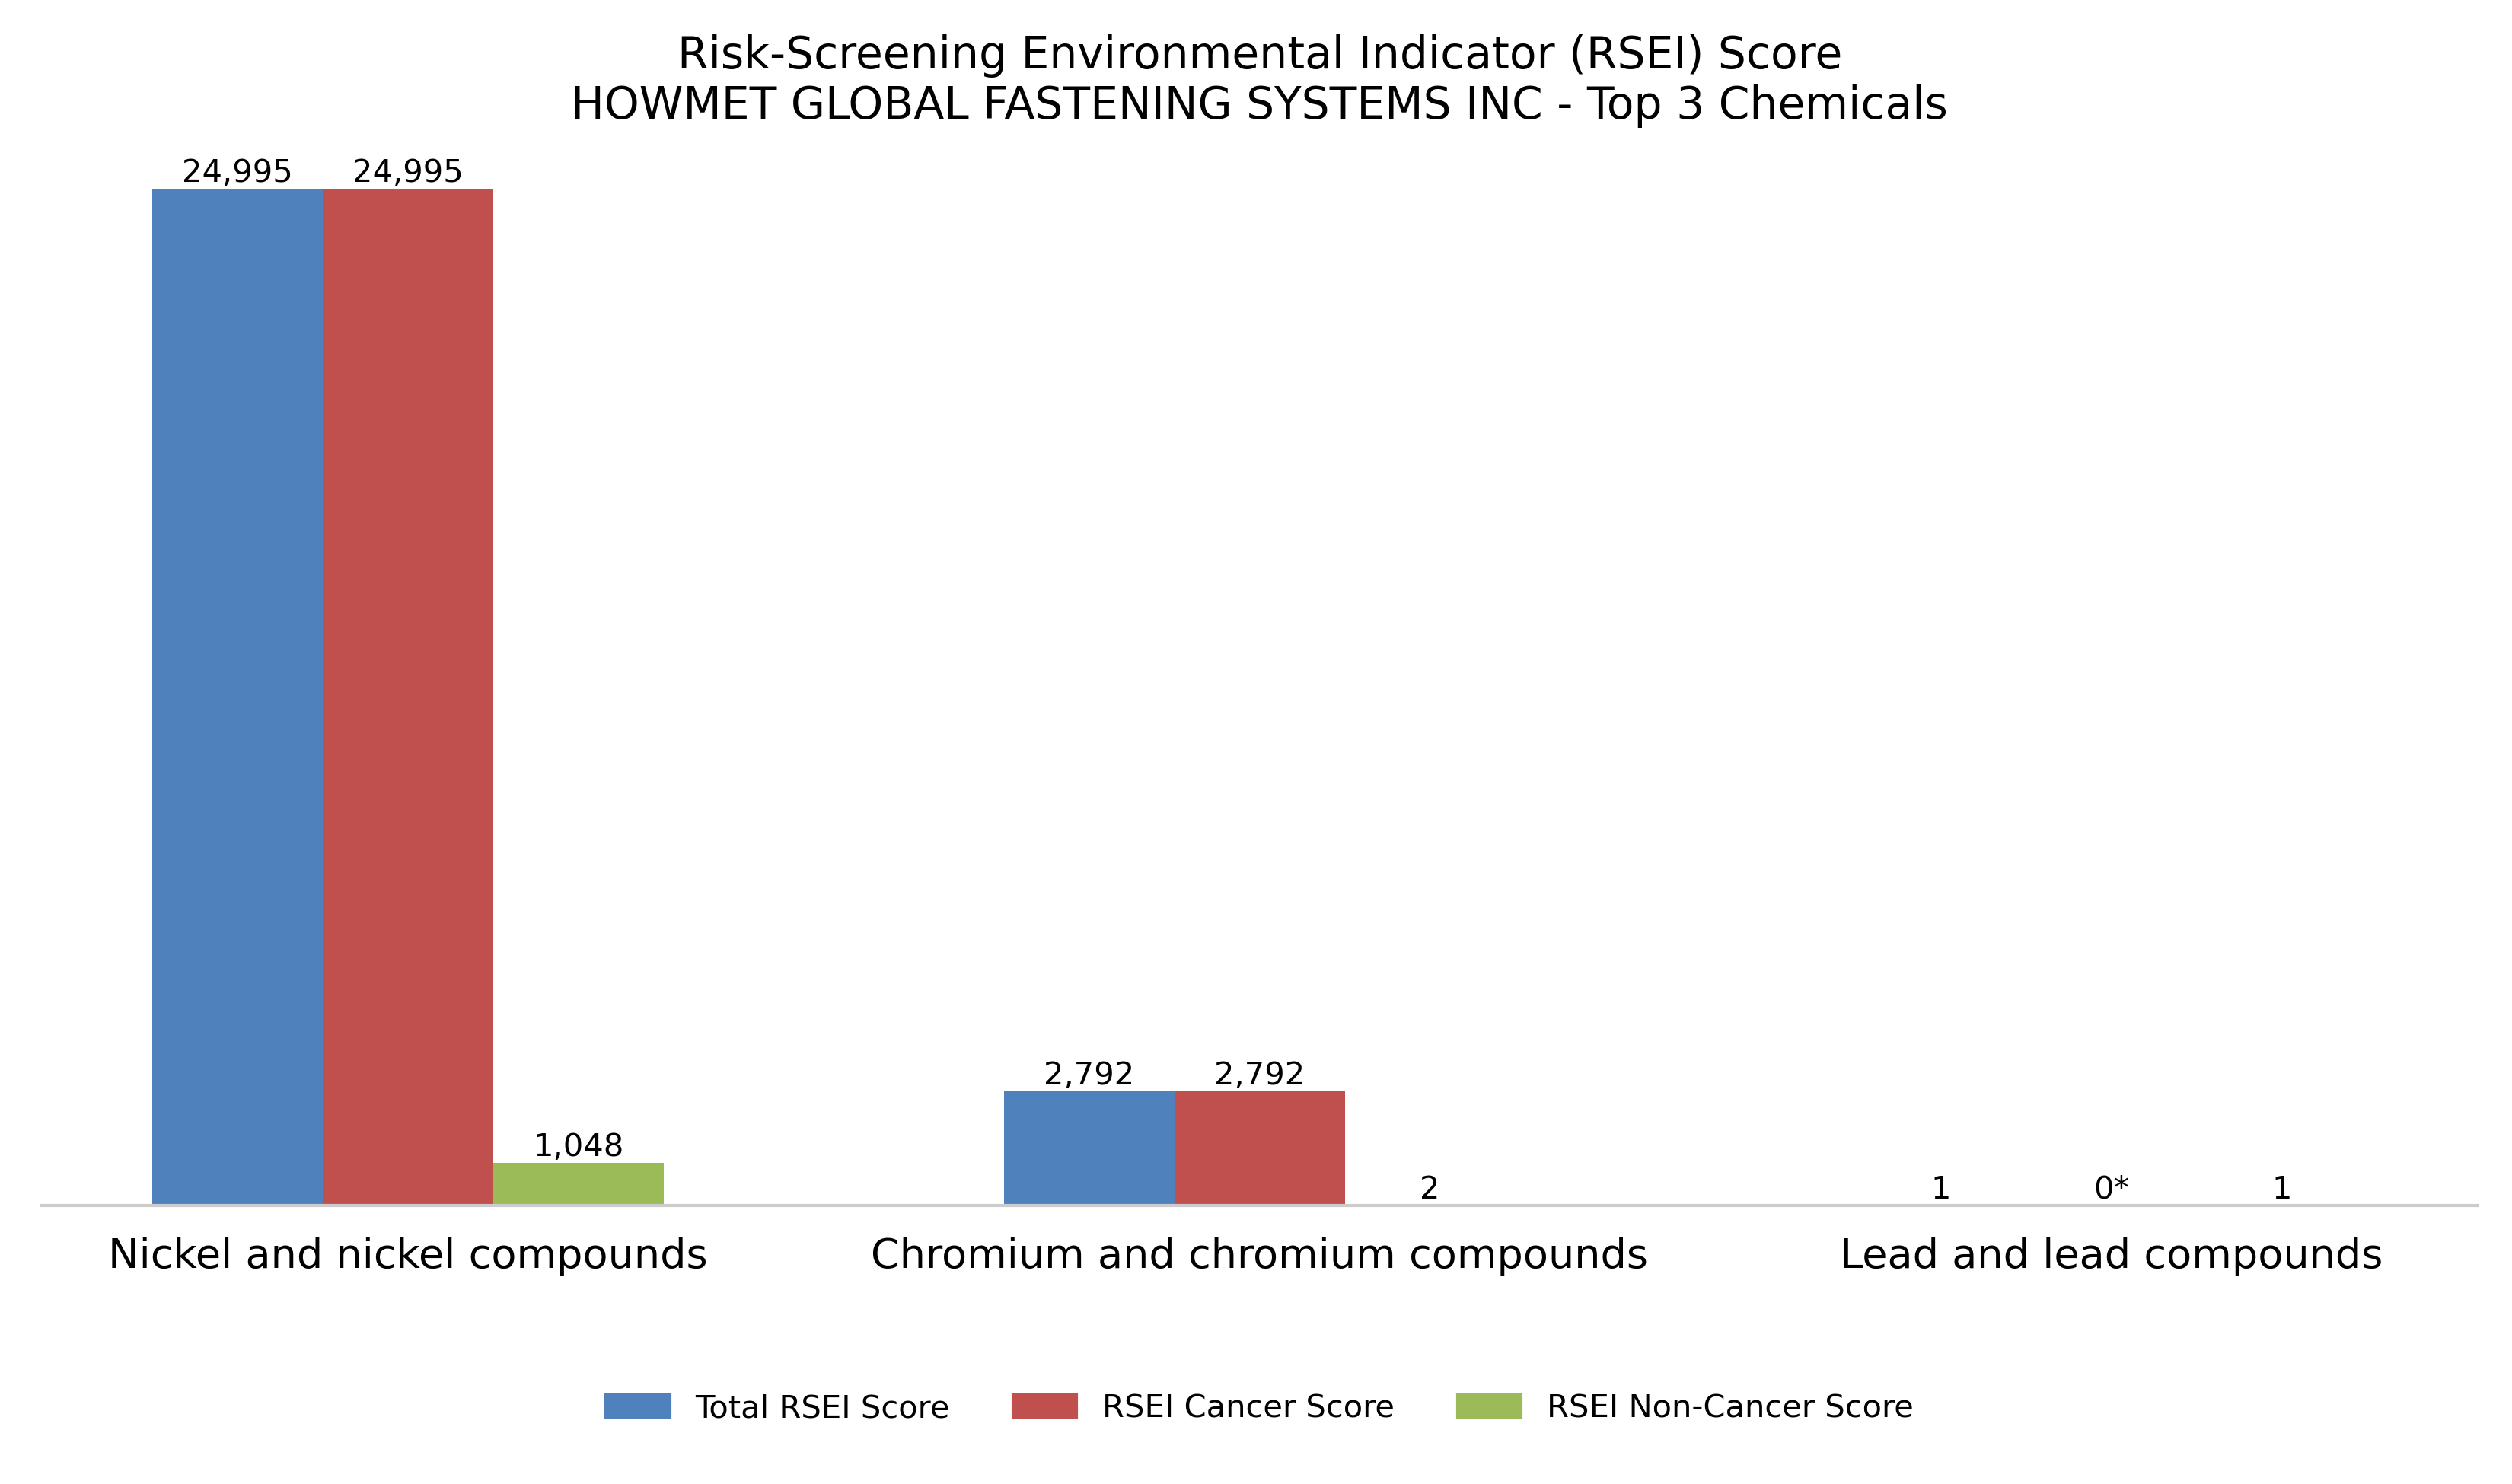 Risk-Screening Environmental Indicator (RSEI) Score
HOWMET GLOBAL FASTENING SYSTEMS INC - Top 3 Chemicals
24,995
24,995
1,048
2,792
2,792
2
1
0*
1
Nickel and nickel compounds
Chromium and chromium compounds
Lead and lead compounds
Total RSEI Score
RSEI Cancer Score
RSEI Non-Cancer Score